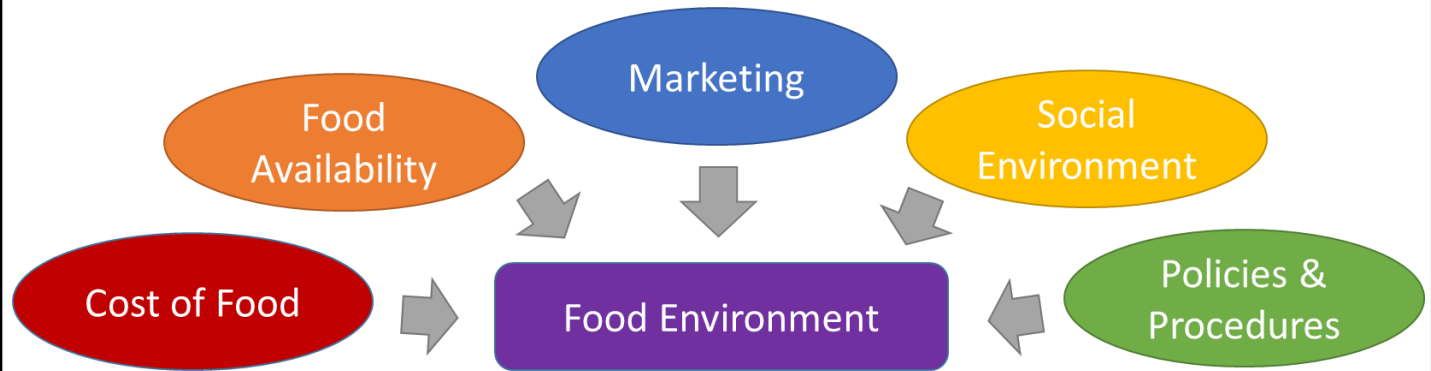 Marketing
Food
Availability
Social
Environment
Cost of Food
Food Environment
Policies &
Procedures